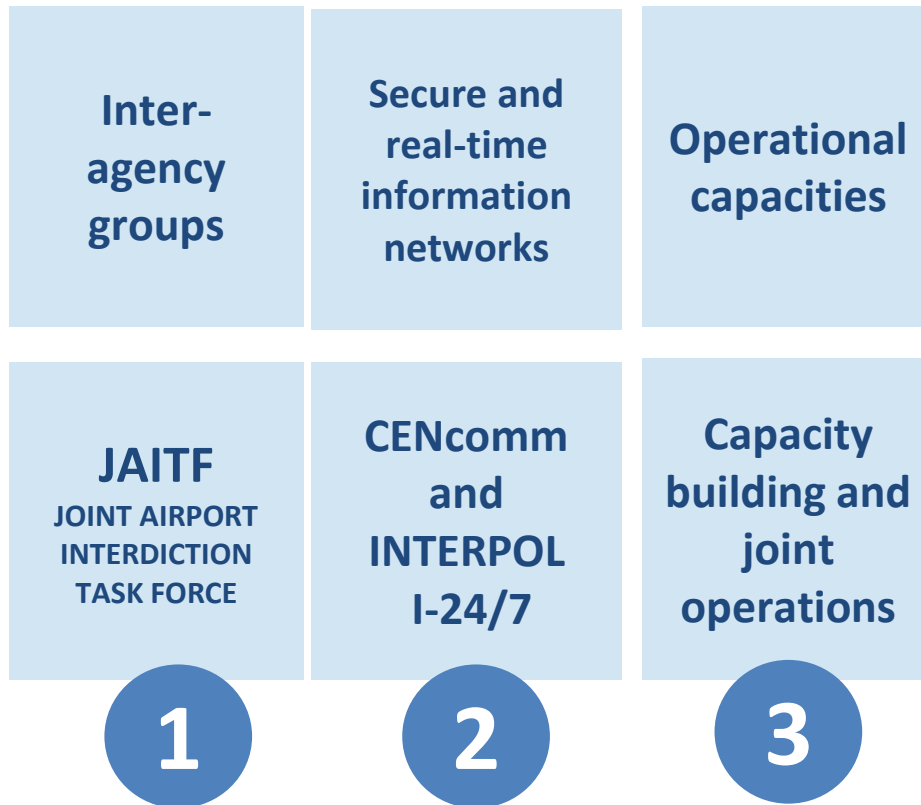 Inter-
agency
groups
Secure and
real-time
information
networks
Operational
capacities
JAITF
JOINT AIRPORT
INTERDICTION
TASK FORCE
CENcomm
and
INTERPOL
I-24/7
Capacity
building and
joint
operations
1
2
3